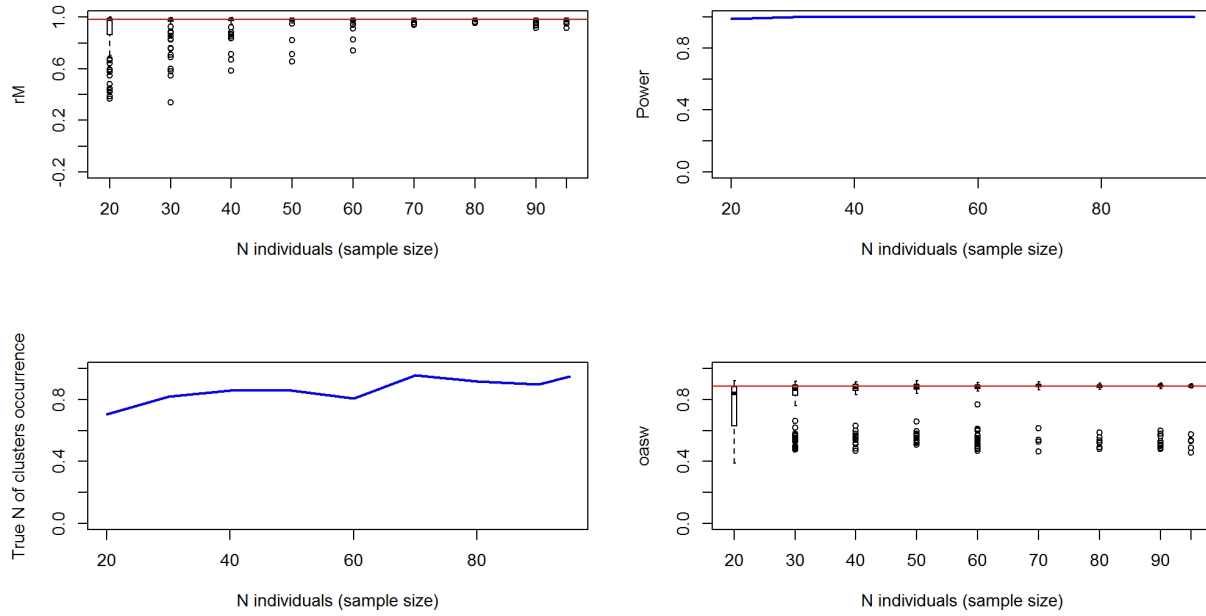 rM
1.0
0.6
0.2
-0.2
20 30 40 50 60 70 80 90
N individuals (sample size)
Power
0.8
0.4
0.0
20 40 60 80
N individuals (sample size)
True N of clusters occurrence
0.8
0.4
0.0
20 40 60 80
N individuals (sample size)
oasw
0.8
0.4
0.0
20 30 40 50 60 70 80 90
N individuals (sample size)